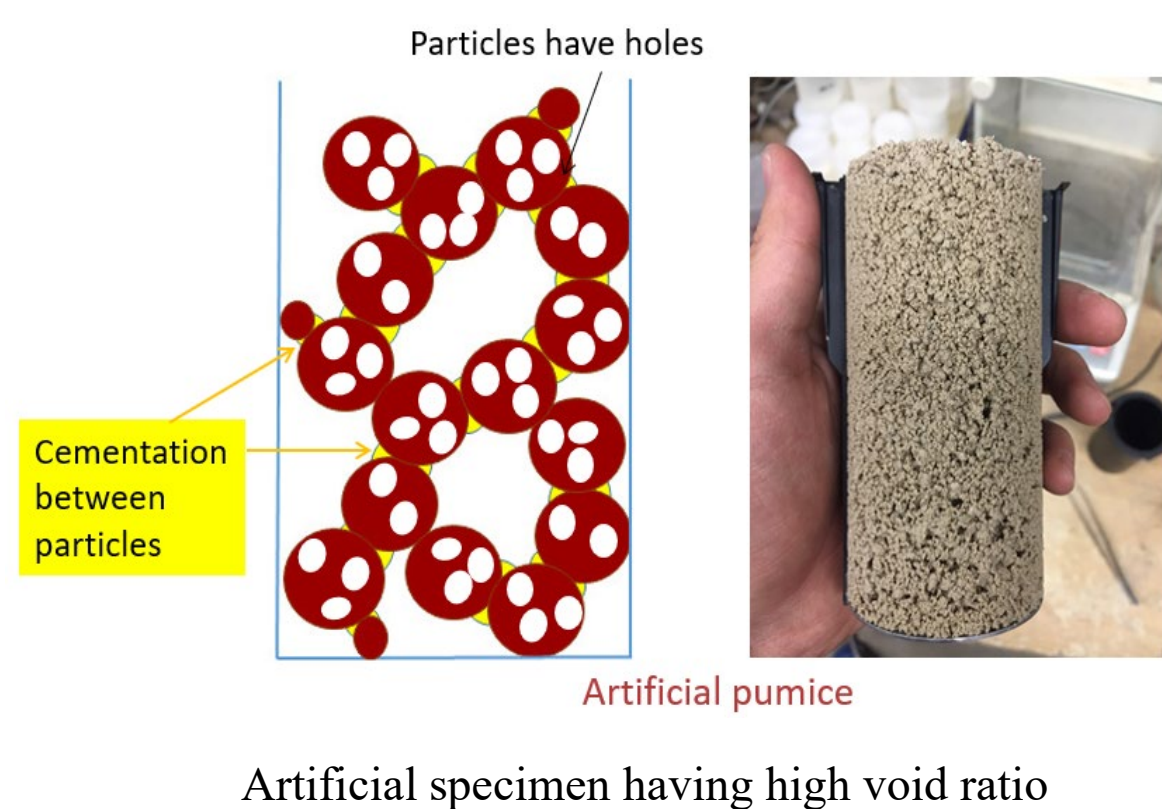 Particles have holes
Cementation
between
particles
Artificial pumice
Artificial specimen having high void ratio